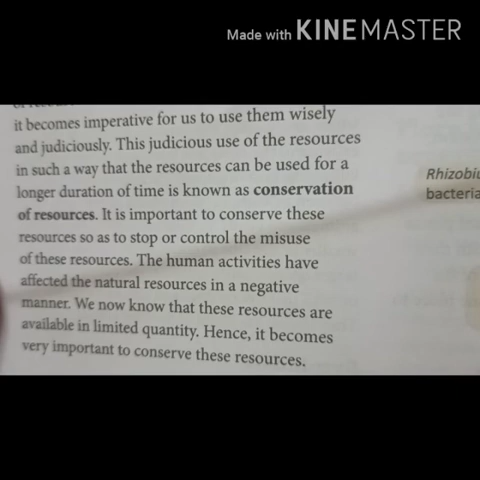 Made with KINEMASTER
it becomes imperative for us to use them wisely
and judiciously. This judicious use of the resources
in such a way that the resources can be used for a
longer duration of time is known as conservation
of resources. It is important to conserve these
resources so as to stop or control the misuse
of these resources. The human activities have
affected the natural resources in a negative
manner. We now know that these resources are
available in limited quantity. Hence, it becomes
very important to conserve these resources.
bacteria